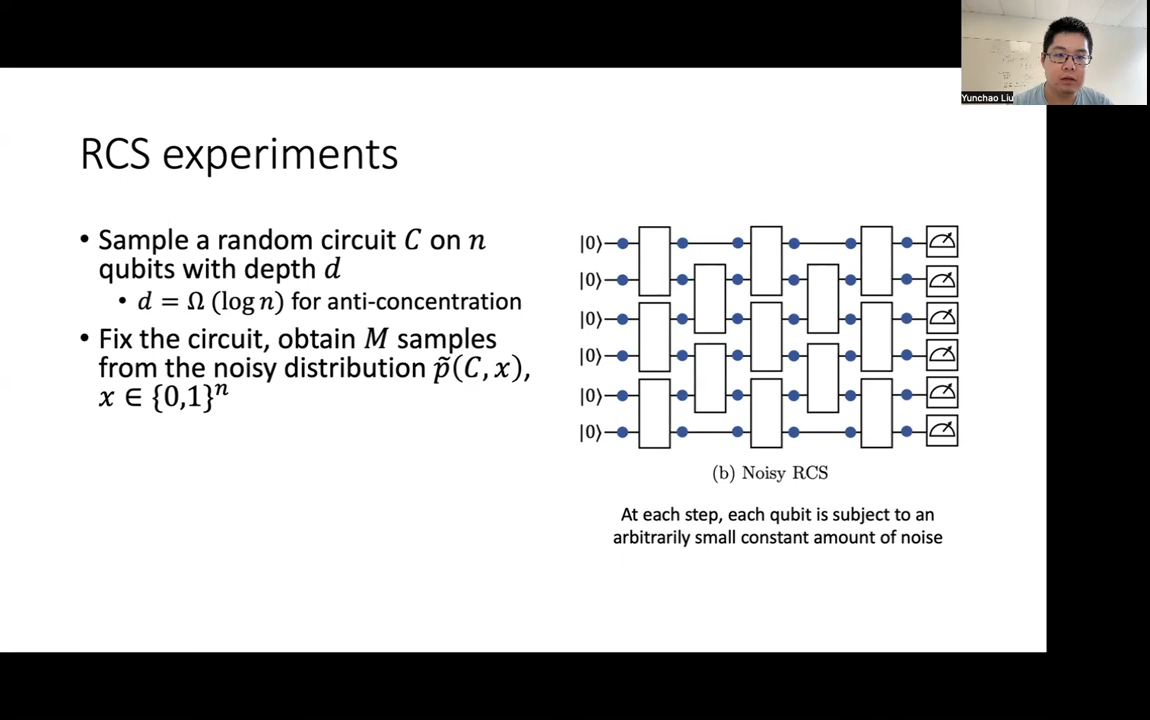 Yunchao Liu
RCS experiments
• Sample a random circuit C on n
qubits with depth d
• d = Ω (log n) for anti-concentration
• Fix the circuit, obtain M samples
from the noisy distribution p̃(C, x),
x ∈ {0,1}ⁿ
|0⟩
|0⟩
|0⟩
|0⟩
|0⟩
|0⟩
(b) Noisy RCS
At each step, each qubit is subject to an
arbitrarily small constant amount of noise